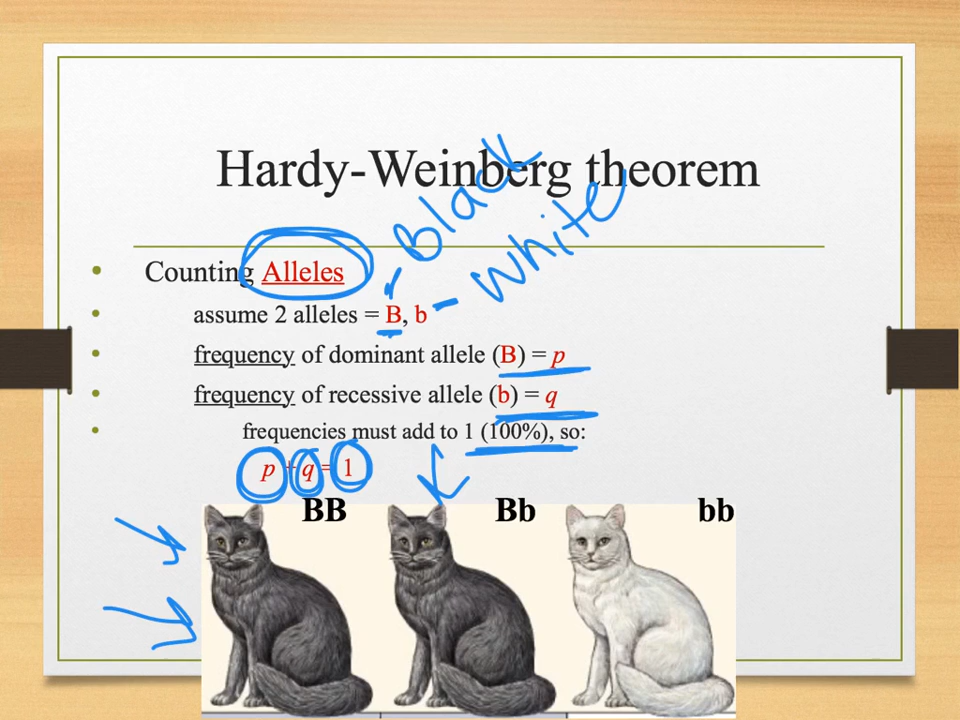 Hardy-Weinberg theorem
- Black
- white
• Counting Alleles
• assume 2 alleles = B, b
• frequency of dominant allele (B) = p
• frequency of recessive allele (b) = q
• frequencies must add to 1 (100%), so:
p + q = 1
BB Bb bb